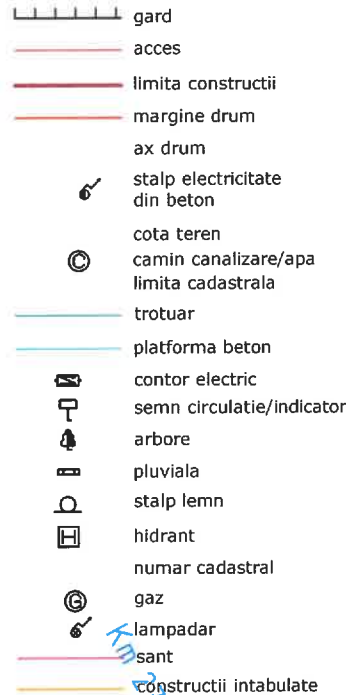 gard
acces
limita constructii
margine drum
ax drum
stalp electricitate
din beton
cota teren
C camin canalizare/apa
limita cadastrala
trotuar
platforma beton
contor electric
semn circulatie/indicator
arbore
pluviala
stalp lemn
H hidrant
numar cadastral
G gaz
lampadar
Km
sant
constructii intabulate